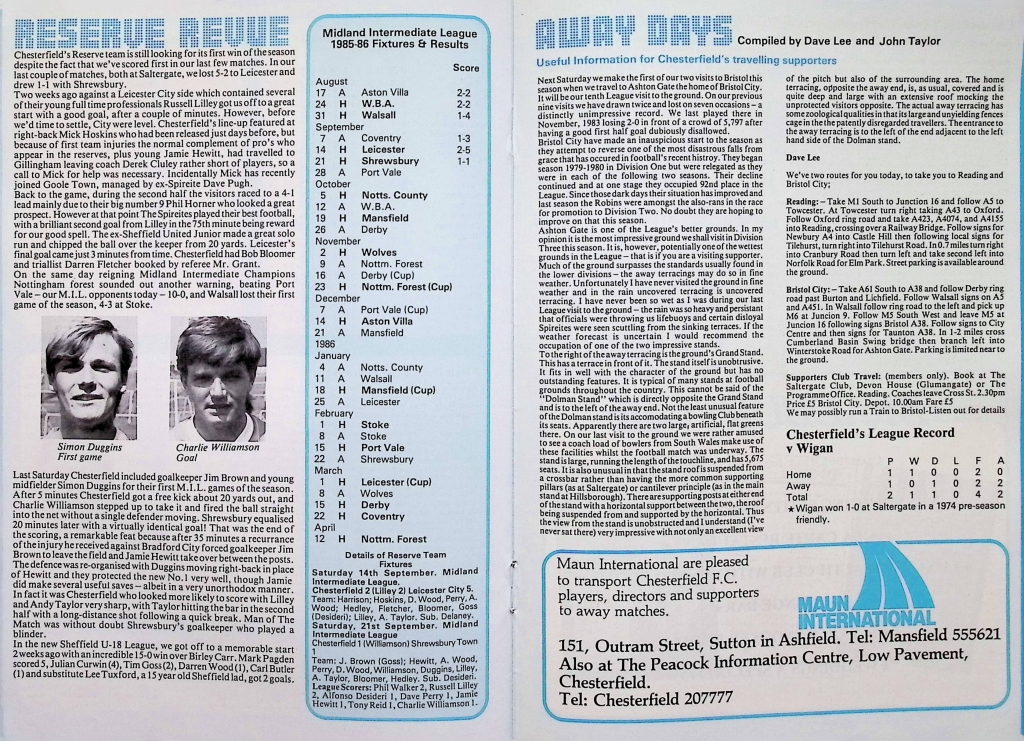 RESERVE REVUE
Chesterfield's Reserve team is still looking for its first win of the season
despite the fact that we've scored first in our last few matches. In our
last couple of matches, both at Saltergate, we lost 5-2 to Leicester and
drew 1-1 with Shrewsbury.
Two weeks ago against a Leicester City side which contained several
of their young full time professionals Russell Lilley got us off to a great
start with a good goal, after a couple of minutes. However, before
we'd time to settle, City were level. Chesterfield's line-up featured at
right-back Mick Hoskins who had been released just days before, but
because of first team injuries the normal complement of pro's who
appear in the reserves, plus young Jamie Hewitt, had travelled to
Gillingham leaving coach Derek Cluley rather short of players, so a
call to Mick for help was necessary. Incidentally Mick has recently
joined Goole Town, managed by ex-Spireite Dave Pugh.
Back to the game, during the second half the visitors raced to a 4-1
lead mainly due to their big number 9 Phil Horner who looked a great
prospect. However at that point The Spireites played their best football,
with a brilliant second goal from Lilley in the 75th minute being reward
for our good spell. The ex-Sheffield United Junior made a great solo
run and chipped the ball over the keeper from 20 yards. Leicester's
final goal came just 3 minutes from time. Chesterfield had Bob Bloomer
and triallist Darren Fletcher booked by referee Mr. Grant.
On the same day reigning Midland Intermediate Champions
Nottingham forest sounded out another warning, beating Port
Vale – our M.I.L. opponents today – 10-0, and Walsall lost their first
game of the season, 4-3 at Stoke.
Simon Duggins
First game
Charlie Williamson
Goal
Last Saturday Chesterfield included goalkeeper Jim Brown and young
midfielder Simon Duggins for their first M.I.L. games of the season.
After 5 minutes Chesterfield got a free kick about 20 yards out, and
Charlie Williamson stepped up to take it and fired the ball straight
into the net without a single defender moving. Shrewsbury equalised
20 minutes later with a virtually identical goal! That was the end of
the scoring, a remarkable feat because after 35 minutes a recurrance
of the injury he received against Bradford City forced goalkeeper Jim
Brown to leave the field and Jamie Hewitt take over between the posts.
The defence was re-organised with Duggins moving right-back in place
of Hewitt and they protected the new No.1 very well, though Jamie
did make several useful saves – albeit in a very unorthodox manner.
In fact it was Chesterfield who looked more likely to score with Lilley
and Andy Taylor very sharp, with Taylor hitting the bar in the second
half with a long-distance shot following a quick break. Man of The
Match was without doubt Shrewsbury's goalkeeper who played a
blinder.
In the new Sheffield U-18 League, we got off to a memorable start
2 weeks ago with an incredible 15-0 win over Birley Carr. Mark Pagden
scored 5, Julian Curwin (4), Tim Goss (2), Darren Wood (1), Carl Butler
(1) and substitute Lee Tuxford, a 15 year old Sheffield lad, got 2 goals.
Midland Intermediate League
1985-86 Fixtures & Results
Score
August
17 A Aston Villa 2-2
24 H W.B.A. 2-2
31 H Walsall 1-4
September
7 A Coventry 1-3
14 H Leicester 2-5
21 H Shrewsbury 1-1
28 A Port Vale
October
5 H Notts. County
12 A W.B.A.
19 H Mansfield
26 A Derby
November
2 H Wolves
9 A Nottm. Forest
16 A Derby (Cup)
23 H Nottm. Forest (Cup)
December
7 A Port Vale (Cup)
14 H Aston Villa
21 A Mansfield
1986
January
4 A Notts. County
11 A Walsall
18 H Mansfield (Cup)
25 A Leicester
February
1 H Stoke
8 A Stoke
15 H Port Vale
22 A Shrewsbury
March
1 H Leicester (Cup)
8 A Wolves
15 H Derby
22 H Coventry
April
12 H Nottm. Forest
Details of Reserve Team
Fixtures
Saturday 14th September. Midland
Intermediate League.
Chesterfield 2 (Lilley 2) Leicester City 5.
Team: Harrison; Hoskins, D. Wood, Perry, A.
Wood; Hedley, Fletcher, Bloomer, Goss
(Desideri); Lilley, A. Taylor. Sub. Delaney.
Saturday, 21st September. Midland
Intermediate League
Chesterfield 1 (Williamson) Shrewsbury Town
1
Team: J. Brown (Goss); Hewitt, A. Wood,
Perry, D. Wood, Williamson, Duggins, Lilley,
A. Taylor, Bloomer, Hedley. Sub. Desideri.
League Scorers: Phil Walker 2, Russell Lilley
2, Alfonso Desideri 1, Dave Perry 1, Jamie
Hewitt 1, Tony Reid 1, Charlie Williamson 1.
AWAY DAYS Compiled by Dave Lee and John Taylor
Useful Information for Chesterfield's travelling supporters
Next Saturday we make the first of our two visits to Bristol this
season when we travel to Ashton Gate the home of Bristol City.
It will be our tenth League visit to the ground. On our previous
nine visits we have drawn twice and lost on seven occasions – a
distinctly unimpressive record. We last played there in
November, 1983 losing 2-0 in front of a crowd of 5,797 after
having a good first half goal dubiously disallowed.
Bristol City have made an inauspicious start to the season as
they attempt to reverse one of the most disastrous falls from
grace that has occured in football's recent histroy. They began
season 1979-1980 in Division One but were relegated as they
were in each of the following two seasons. Their decline
continued and at one stage they occupied 92nd place in the
League. Since those dark days their situation has improved and
last season the Robins were amongst the also-rans in the race
for promotion to Division Two. No doubt they are hoping to
improve on that this season.
Ashton Gate is one of the League's better grounds. In my
opinion it is the most impressive ground we shall visit in Division
Three this season. It is, however, potentially one of the wettest
grounds in the League – that is if you are a visiting supporter.
Much of the ground surpasses the standards usually found in
the lower divisions – the away terracings may do so in fine
weather. Unfortunately I have never visited the ground in fine
weather and in the rain uncovered terracing is uncovered
terracing. I have never been so wet as I was during our last
League visit to the ground – the rain was so heavy and persistant
that officials were throwing us lifebuoys and certain disloyal
Spireites were seen scuttling from the sinking terraces. If the
weather forecast is uncertain I would recommend the
occupation of one of the two impressive stands.
To the right of the away terracing is the ground's Grand Stand.
This has a terrace in front of it. The stand itself is unobtrusive.
It fits in well with the character of the ground but has no
outstanding features. It is typical of many stands at football
grounds throughout the country. This cannot be said of the
"Dolman Stand" which is directly opposite the Grand Stand
and is to the left of the away end. Not the least unusual feature
of the Dolman stand is its accomodating a bowling Club beneath
its seats. Apparently there are two large, artificial, flat greens
there. On our last visit to the ground we were rather amused
to see a coach load of bowlers from South Wales make use of
these facilities whilst the football match was underway. The
stand is large, running the length of the touchline, and has 5,675
seats. It is also unusual in that the stand roof is suspended from
a crossbar rather than having the more common supporting
pillars (as at Saltergate) or cantilever principle (as in the main
stand at Hillsborough). There are supporting posts at either end
of the stand with a horizontal support between the two, the roof
being suspended from and supported by the horizontal. Thus
the view from the stand is unobstructed and I understand (I've
never sat there) very impressive with not only an excellent view
of the pitch but also of the surrounding area. The home
terracing, opposite the away end, is, as usual, covered and is
quite deep and large with an extensive roof mocking the
unprotected visitors opposite. The actual away terracing has
some zoological qualities in that its large and unyielding fences
cage in the the patently disregarded travellers. The entrance to
the away terracing is to the left of the end adjacent to the left
hand side of the Dolman stand.
Dave Lee
We've two routes for you today, to take you to Reading and
Bristol City;
Reading: – Take M1 South to Junction 16 and follow A5 to
Towcester. At Towcester turn right taking A43 to Oxford.
Follow Oxford ring road and take A423, A4074, and A4155
into Reading, crossing over a Railway Bridge. Follow signs for
Newbury A4 into Castle Hill then following local signs for
Tilehurst, turn right into Tilehurst Road. In 0.7 miles turn right
into Cranbury Road then turn left and take second left into
Norfolk Road for Elm Park. Street parking is available around
the ground.
Bristol City: – Take A61 South to A38 and follow Derby ring
road past Burton and Lichfield. Follow Walsall signs on A5
and A451. In Walsall follow ring road to the left and pick up
M6 at Juncion 9. Follow M5 South West and leave M5 at
Juncion 16 following signs Bristol A38. Follow signs to City
Centre and then signs for Taunton A38. In 1-2 miles cross
Cumberland Basin Swing bridge then branch left into
Winterstoke Road for Ashton Gate. Parking is limited near to
the ground.
Supporters Club Travel: (members only). Book at The
Saltergate Club, Devon House (Glumangate) or The
Programme Office. Reading. Coaches leave Cross St. 2.30pm
Price £5 Bristol City. Depot. 10.00am Fare £5
We may possibly run a Train to Bristol-Listen out for details
Chesterfield's League Record
v Wigan
P W D L F A
Home 1 1 0 0 2 0
Away 1 0 1 0 2 2
Total 2 1 1 0 4 2
★Wigan won 1-0 at Saltergate in a 1974 pre-season
friendly.
Maun International are pleased
to transport Chesterfield F.C.
players, directors and supporters
to away matches.
MAUN
INTERNATIONAL
151, Outram Street, Sutton in Ashfield. Tel: Mansfield 555621
Also at The Peacock Information Centre, Low Pavement,
Chesterfield.
Tel: Chesterfield 207777